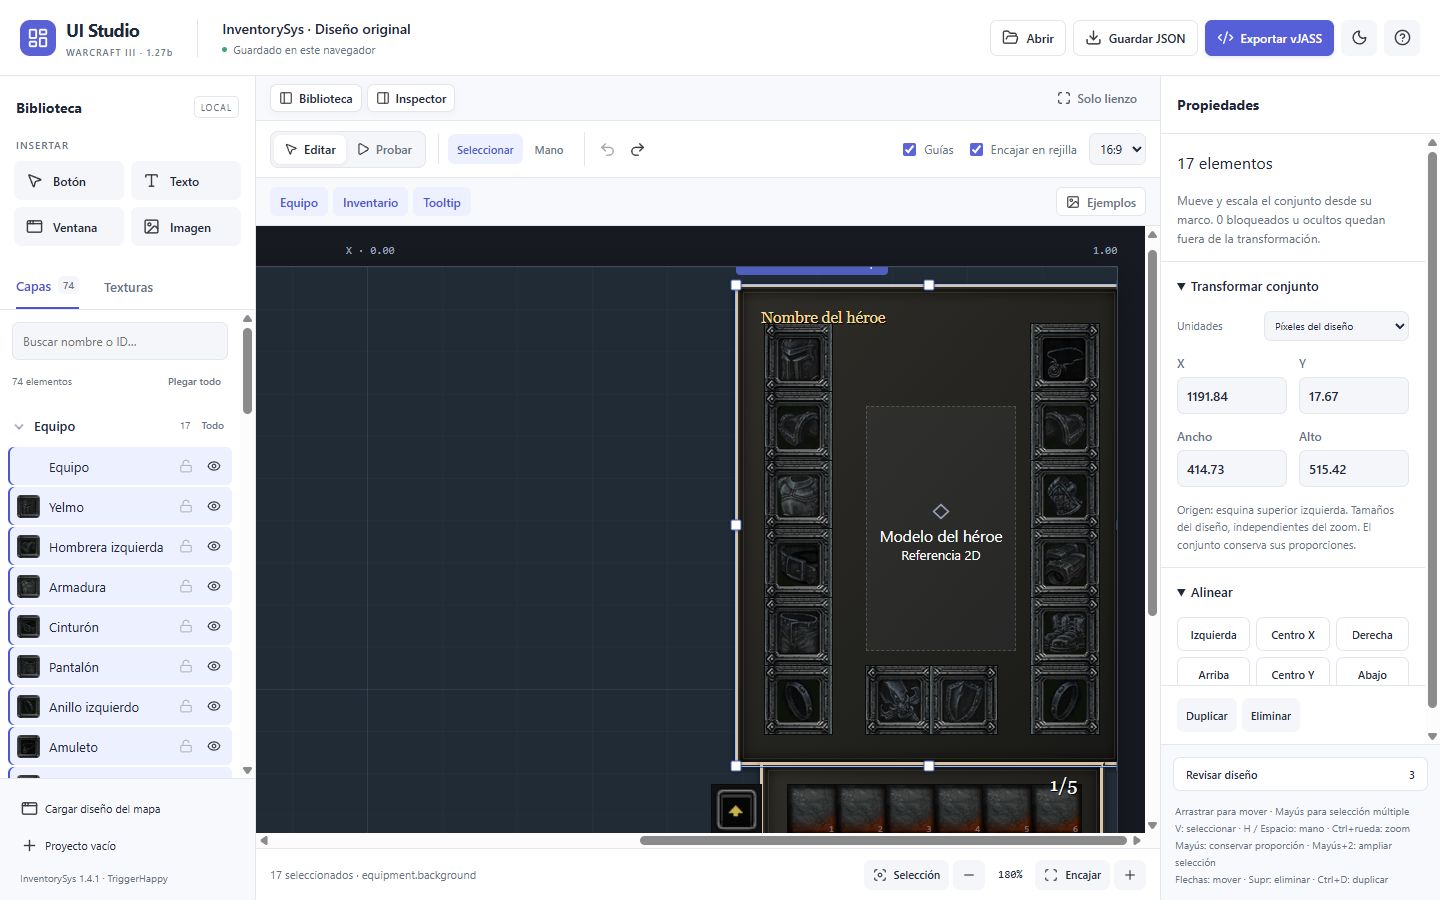 UI Studio
WARCRAFT III · 1.27b
InventorySys · Diseño original
Guardado en este navegador
Abrir
Guardar JSON
Exportar vJASS
Biblioteca
LOCAL
INSERTAR
Botón
Texto
Ventana
Imagen
Capas 74
Texturas
Buscar nombre o ID...
74 elementos
Plegar todo
Equipo 17 Todo
Equipo
Yelmo
Hombrera izquierda
Armadura
Cinturón
Pantalón
Anillo izquierdo
Amuleto
Cargar diseño del mapa
Proyecto vacío
InventorySys 1.4.1 · TriggerHappy
Biblioteca
Inspector
Solo lienzo
Editar
Probar
Seleccionar
Mano
Guías
Encajar en rejilla
16:9
Equipo
Inventario
Tooltip
Ejemplos
X · 0.00
1.00
Nombre del héroe
Modelo del héroe
Referencia 2D
1/5
1 2 3 4 5 6
17 seleccionados · equipment.background
Selección
180%
Encajar
Propiedades
17 elementos
Mueve y escala el conjunto desde su
marco. 0 bloqueados u ocultos quedan
fuera de la transformación.
Transformar conjunto
Unidades
Píxeles del diseño
X
Y
1191.84
17.67
Ancho
Alto
414.73
515.42
Origen: esquina superior izquierda. Tamaños
del diseño, independientes del zoom. El
conjunto conserva sus proporciones.
Alinear
Izquierda
Centro X
Derecha
Arriba
Centro Y
Abajo
Duplicar
Eliminar
Revisar diseño 3
Arrastrar para mover · Mayús para selección múltiple
V: seleccionar · H / Espacio: mano · Ctrl+rueda: zoom
Mayús: conservar proporción · Mayús+2: ampliar
selección
Flechas: mover · Supr: eliminar · Ctrl+D: duplicar